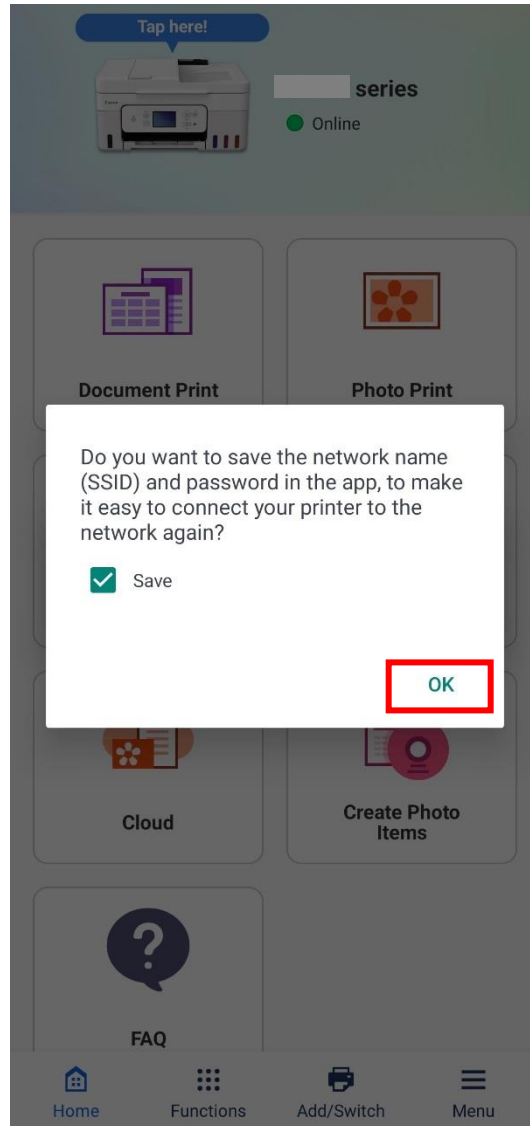 Tap here!
series
Online
Document Print
Photo Print
Do you want to save the network name
(SSID) and password in the app, to make
it easy to connect your printer to the
network again?
Save
OK
Cloud
Create Photo
Items
?
FAQ
Home
Functions
Add/Switch
Menu